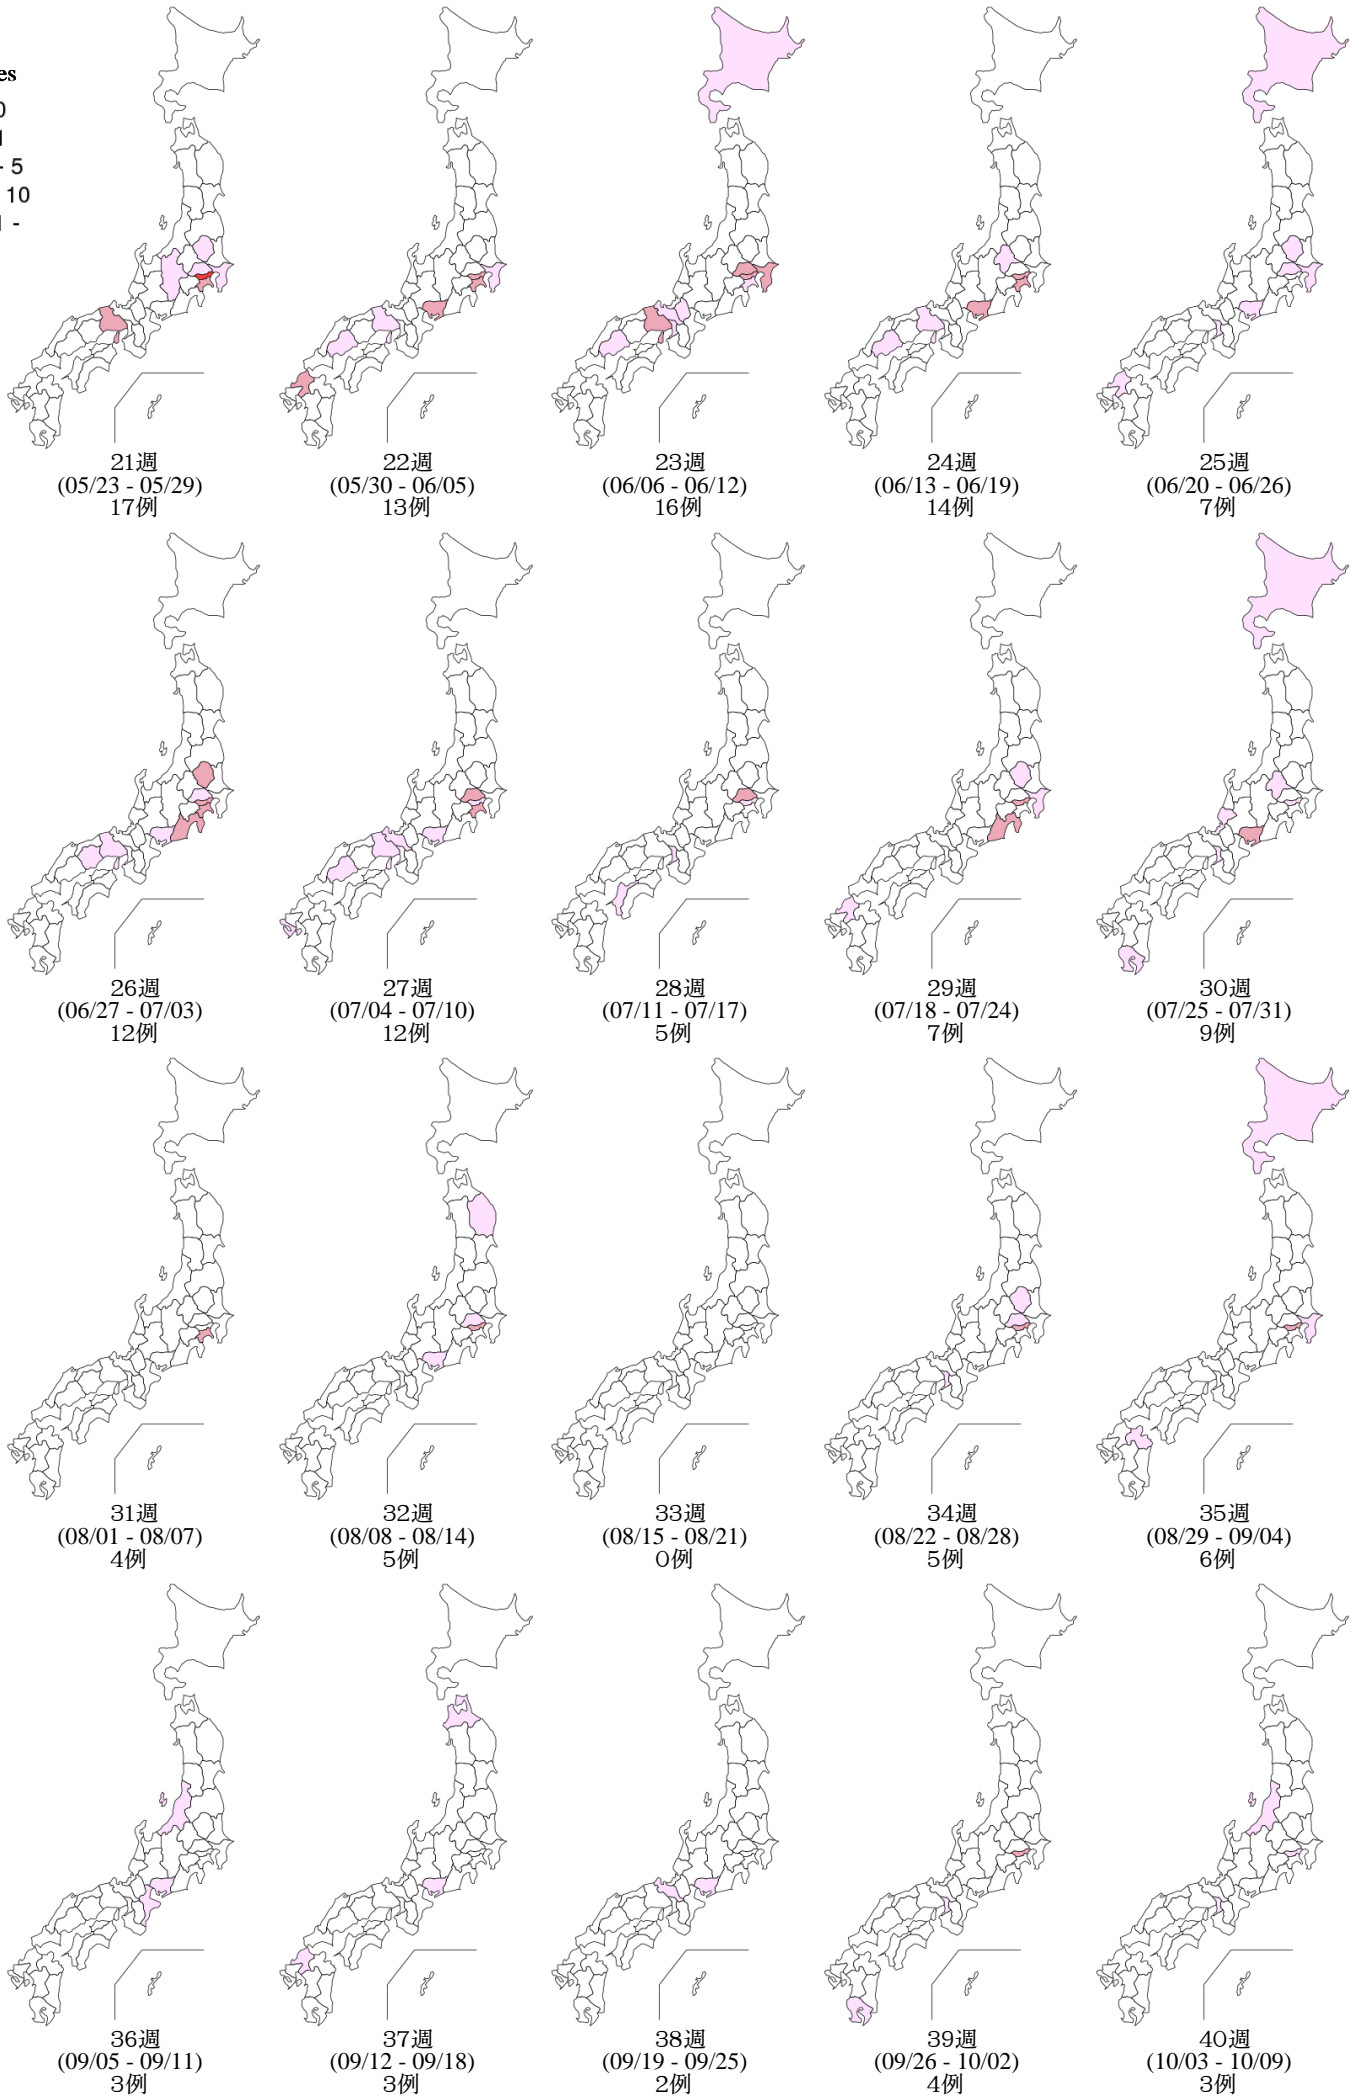 es
0
1
- 5
10
1 -
21週
(05/23 - 05/29)
17例
22週
(05/30 - 06/05)
13例
23週
(06/06 - 06/12)
16例
24週
(06/13 - 06/19)
14例
25週
(06/20 - 06/26)
7例
26週
(06/27 - 07/03)
12例
27週
(07/04 - 07/10)
12例
28週
(07/11 - 07/17)
5例
29週
(07/18 - 07/24)
7例
30週
(07/25 - 07/31)
9例
31週
(08/01 - 08/07)
4例
32週
(08/08 - 08/14)
5例
33週
(08/15 - 08/21)
0例
34週
(08/22 - 08/28)
5例
35週
(08/29 - 09/04)
6例
36週
(09/05 - 09/11)
3例
37週
(09/12 - 09/18)
3例
38週
(09/19 - 09/25)
2例
39週
(09/26 - 10/02)
4例
40週
(10/03 - 10/09)
3例